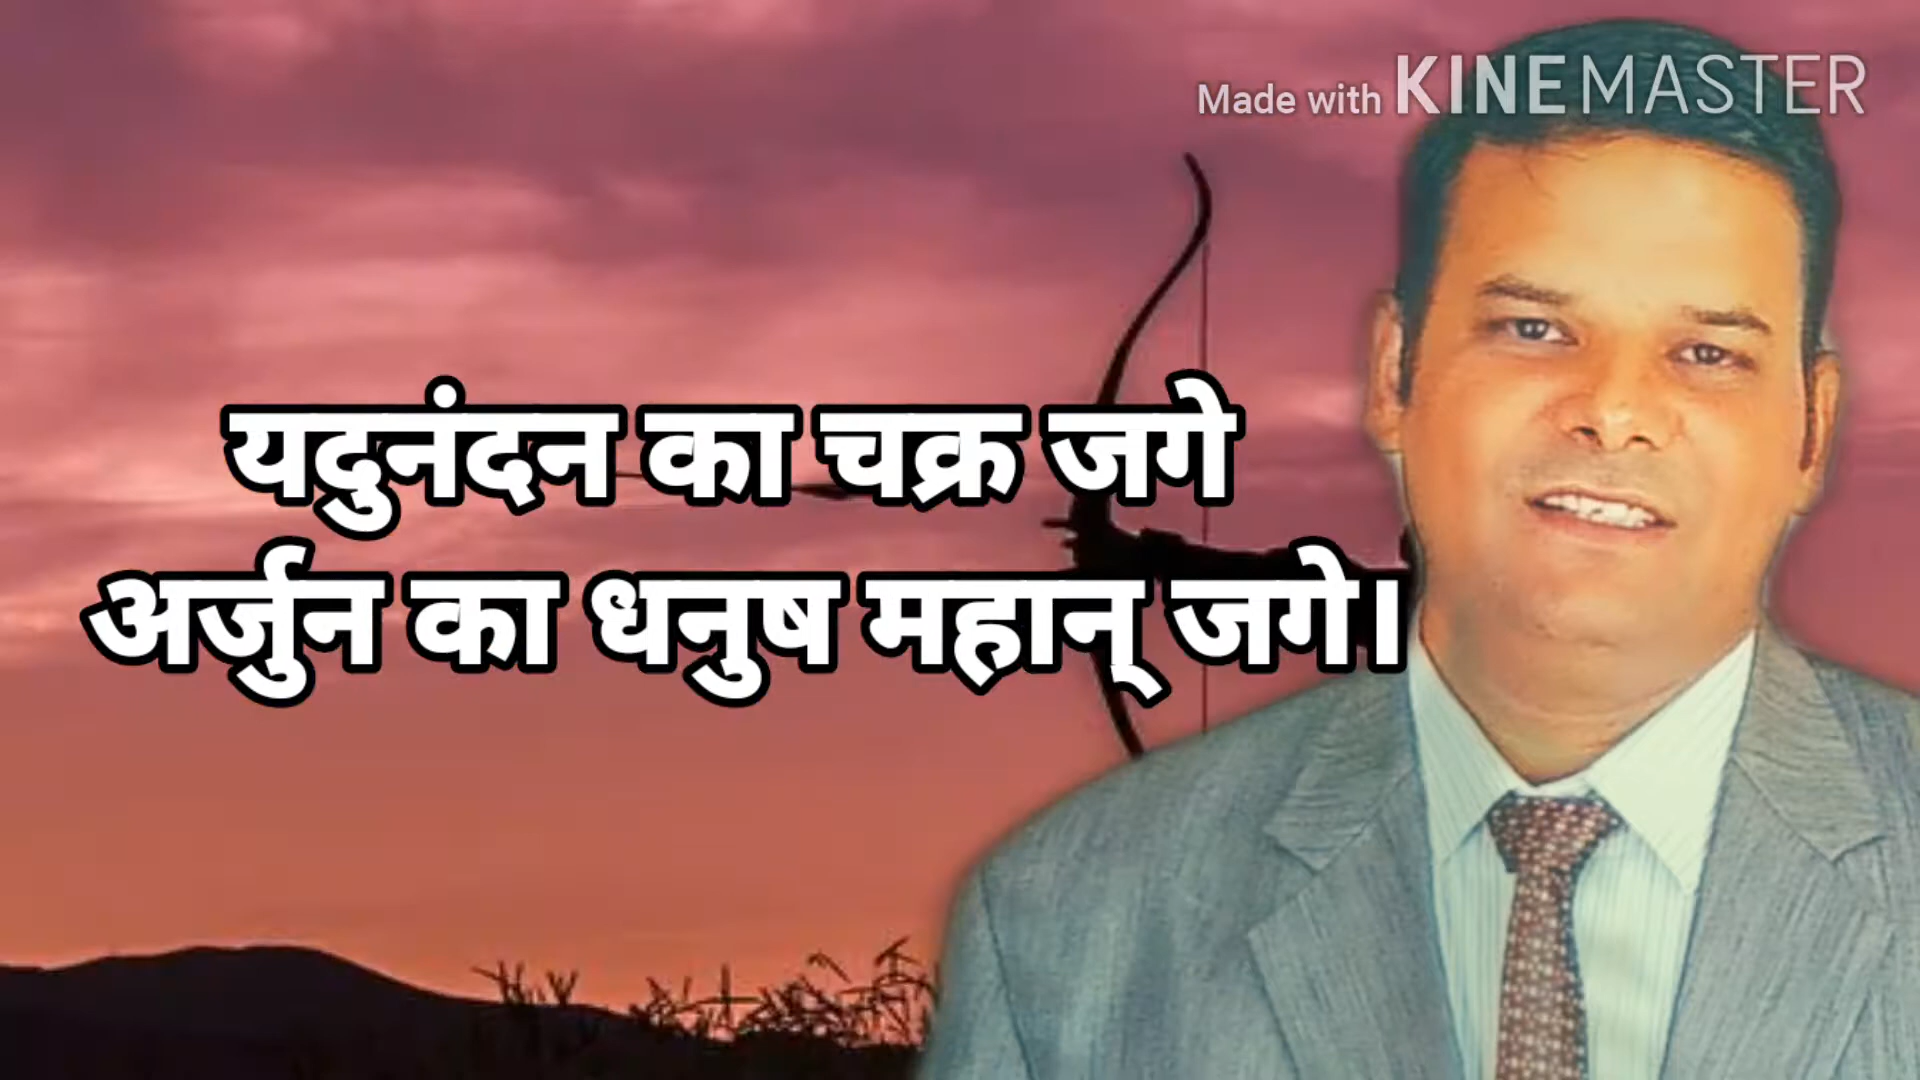 Made with KINEMASTER
यदुनंदन का चक्र जगे
अर्जुन का धनुष महान् जगे।